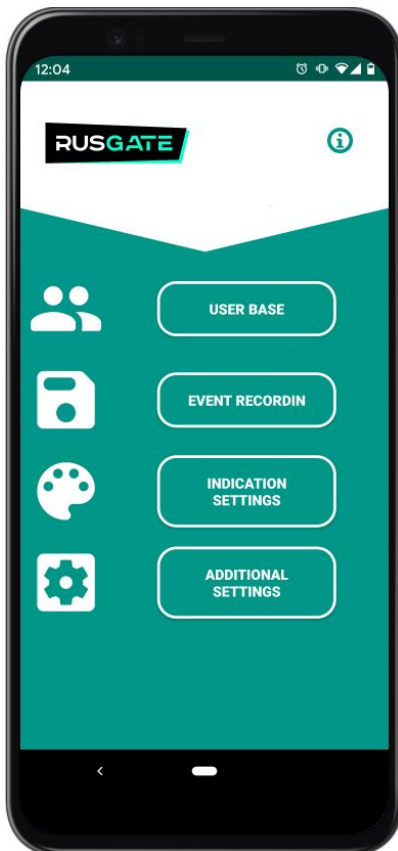 12:04
RUSGATE
USER BASE
EVENT RECORDIN
INDICATION
SETTINGS
ADDITIONAL
SETTINGS